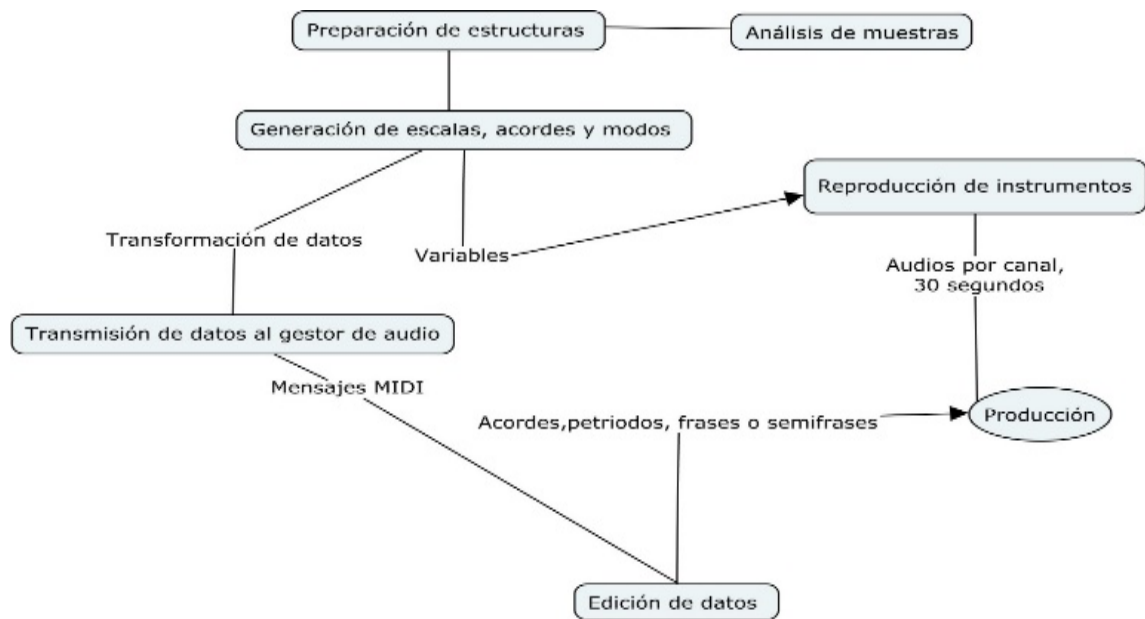 Preparación de estructuras
Análisis de muestras
Generación de escalas, acordes y modos
Reproducción de instrumentos
Transformación de datos
Variables
Audios por canal,
30 segundos
Transmisión de datos al gestor de audio
Mensajes MIDI
Acordes,petriodos, frases o semifrases
Producción
Edición de datos